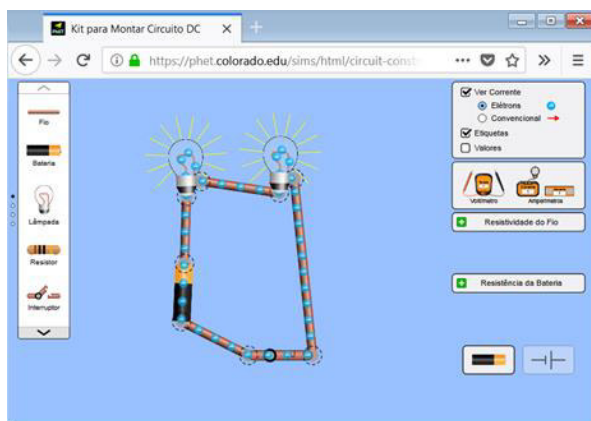 Kit para Montar Circuito DC
https://phet.colorado.edu/sims/html/circuit-const
Fio
Bateria
Lâmpada
Resistor
Interruptor
Ver Corrente
Elétrons
Convencional
Etiquetas
Valores
Voltímetro
Amperímetros
Resistividade do Fio
Resistência da Bateria